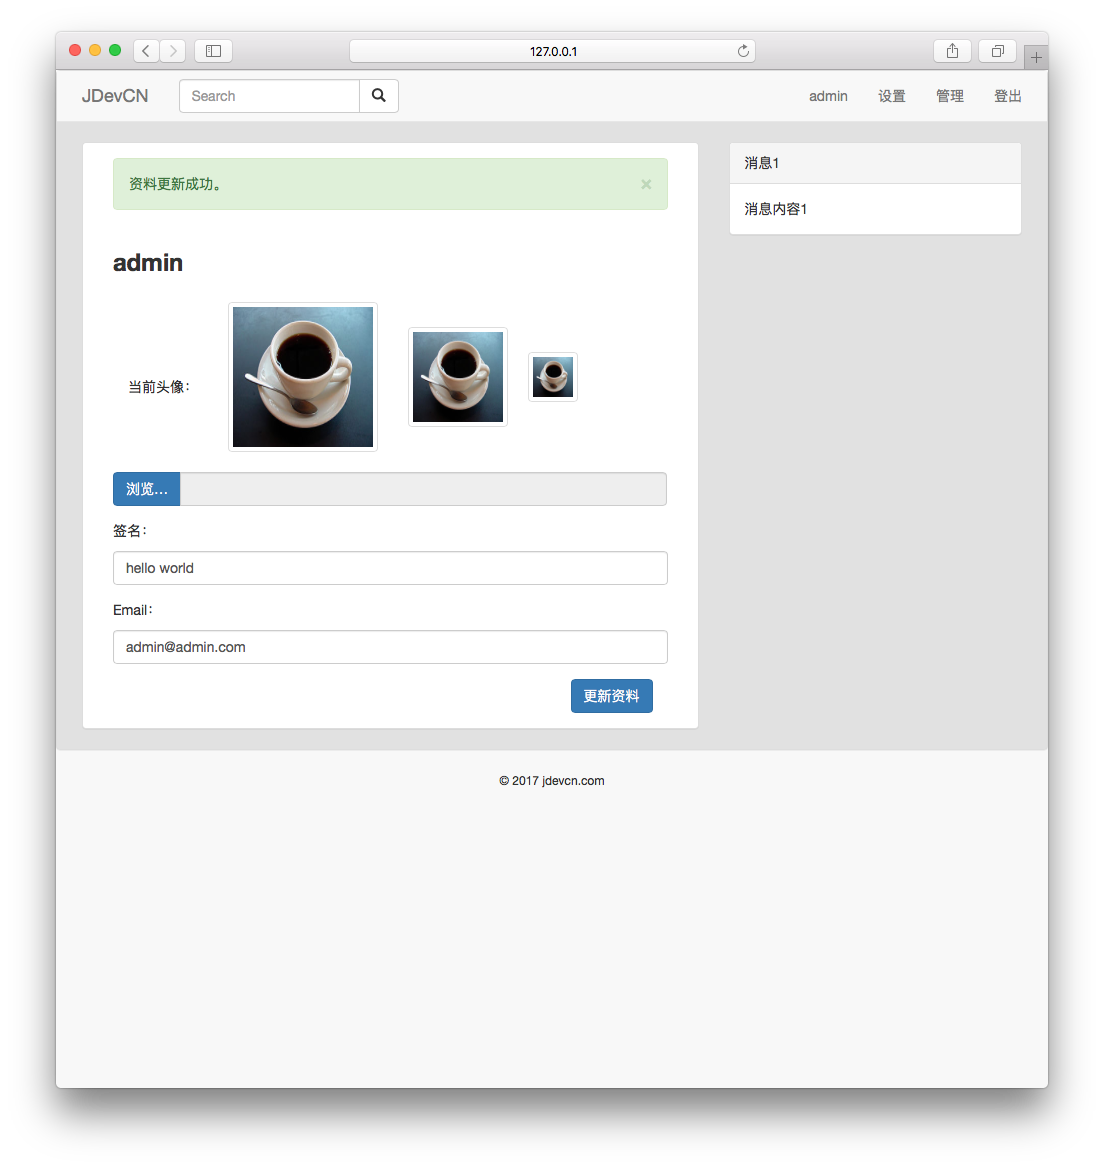 127.0.0.1
JDevCN
Search
admin
设置
管理
登出
资料更新成功。
×
消息1
消息内容1
admin
当前头像：
浏览...
签名：
hello world
Email：
admin@admin.com
更新资料
© 2017 jdevcn.com